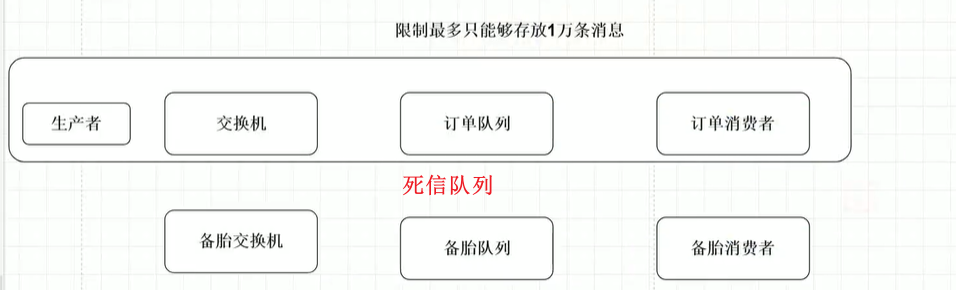 限制最多只能够存放1万条消息
生产者
交换机
订单队列
订单消费者
死信队列
备胎交换机
备胎队列
备胎消费者